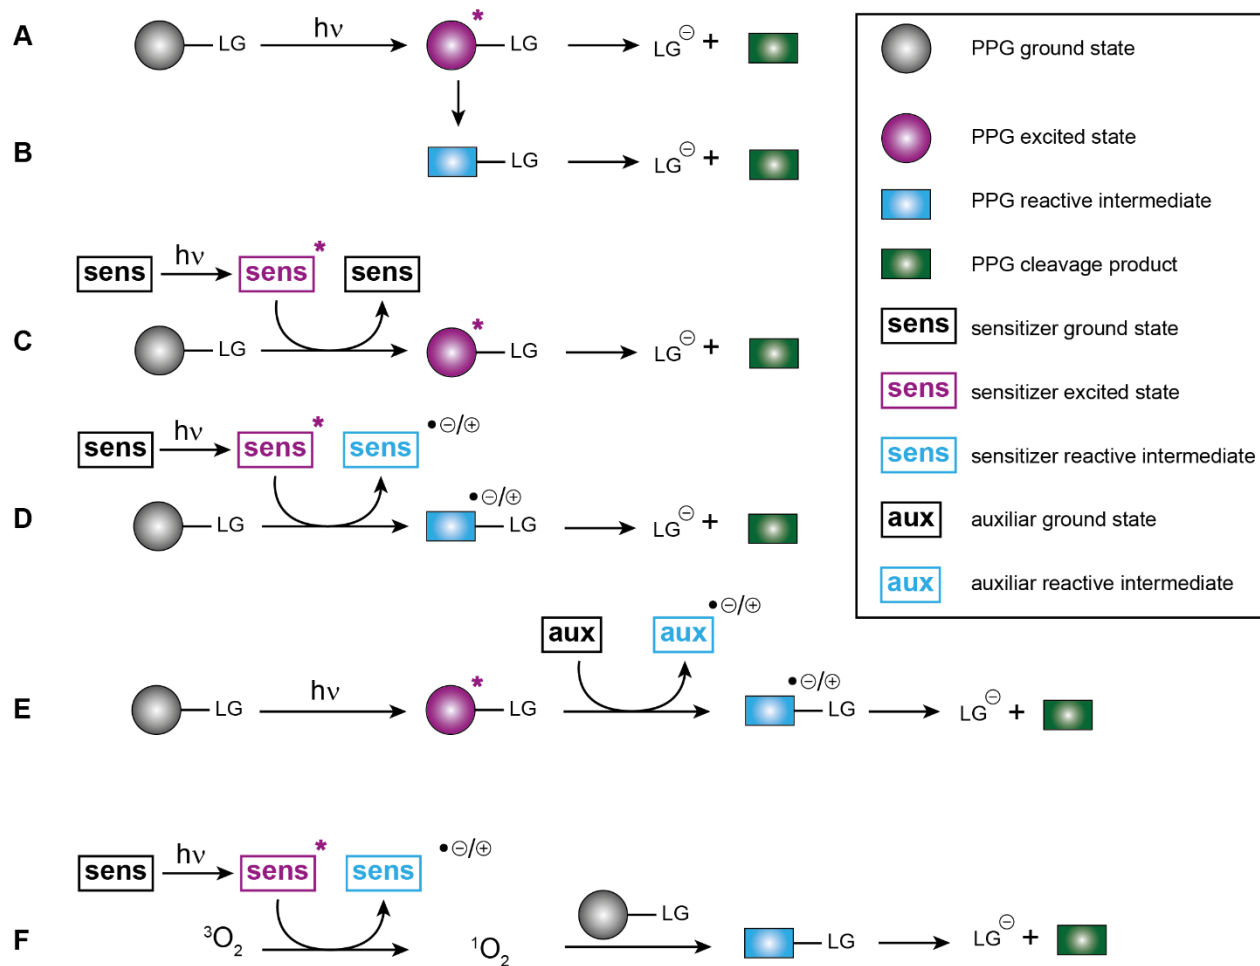 A
LG hν * LG LG⊖ +
B
LG LG⊖ +
sens hν sens* sens
C
LG * LG LG⊖ +
sens hν sens* sens •⊖/⊕
D
LG •⊖/⊕ LG LG⊖ +
aux aux •⊖/⊕
E
LG hν * LG •⊖/⊕ LG LG⊖ +
sens hν sens* sens •⊖/⊕
LG
F
³O₂ ¹O₂ LG LG⊖ +
PPG ground state
PPG excited state
PPG reactive intermediate
PPG cleavage product
sens sensitizer ground state
sens sensitizer excited state
sens sensitizer reactive intermediate
aux auxiliar ground state
aux auxiliar reactive intermediate